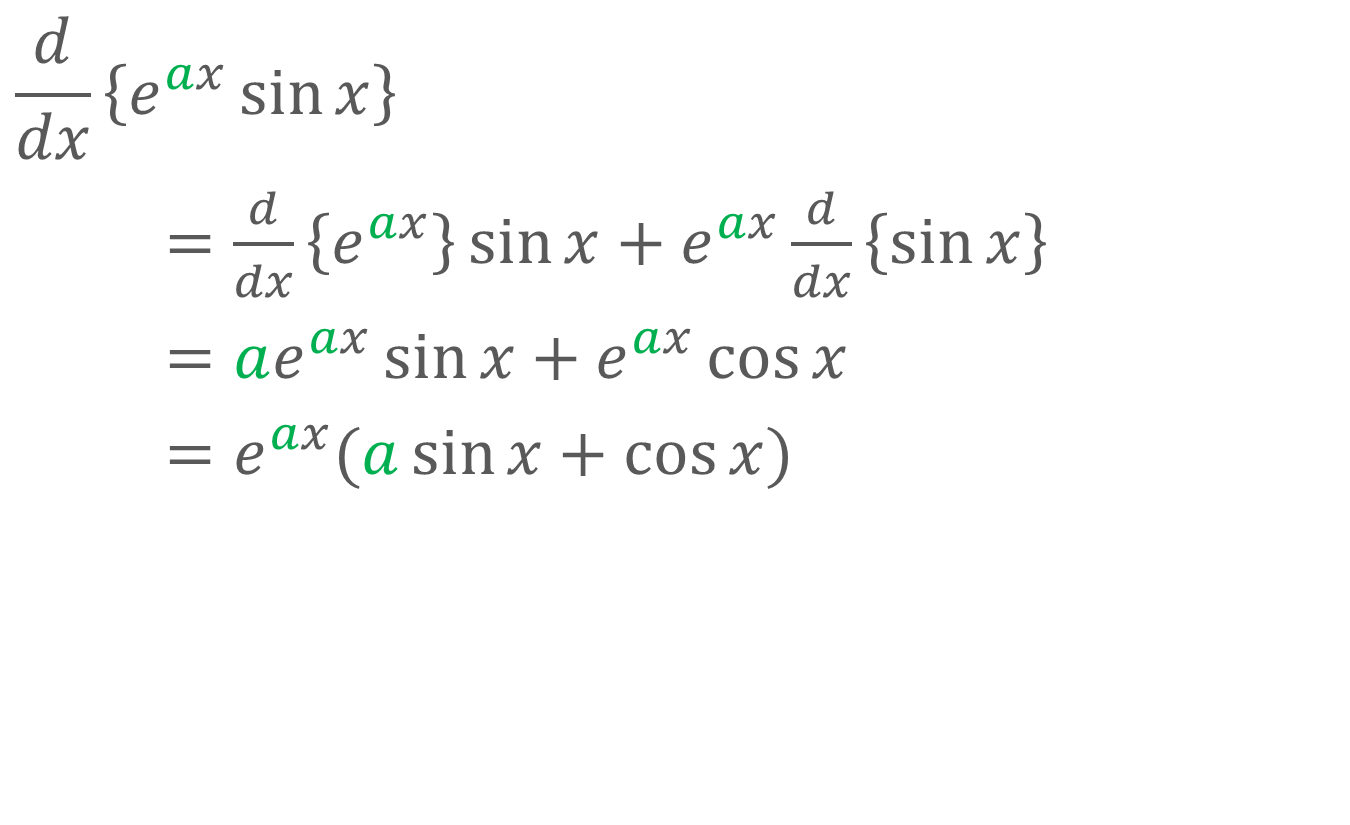 d/dx {e^{ax} sin x}
= d/dx {e^{ax}} sin x + e^{ax} d/dx {sin x}
= ae^{ax} sin x + e^{ax} cos x
= e^{ax}(a sin x + cos x)